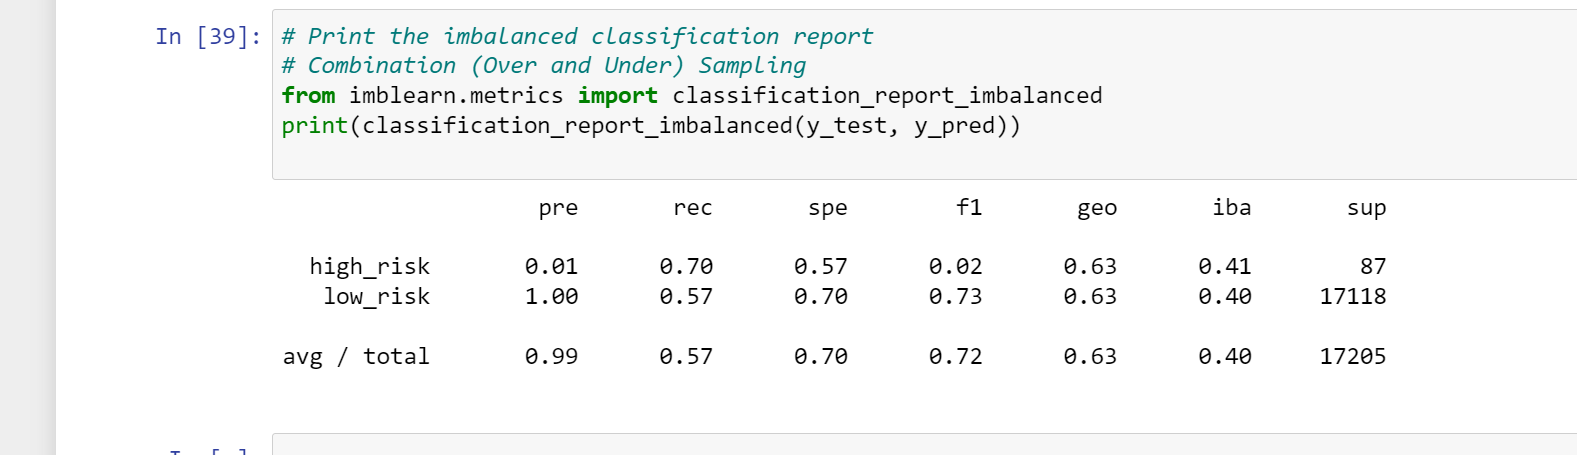 In [39]: # Print the imbalanced classification report
# Combination (Over and Under) Sampling
from imblearn.metrics import classification_report_imbalanced
print(classification_report_imbalanced(y_test, y_pred))
pre rec spe f1 geo iba sup
high_risk 0.01 0.70 0.57 0.02 0.63 0.41 87
low_risk 1.00 0.57 0.70 0.73 0.63 0.40 17118
avg / total 0.99 0.57 0.70 0.72 0.63 0.40 17205